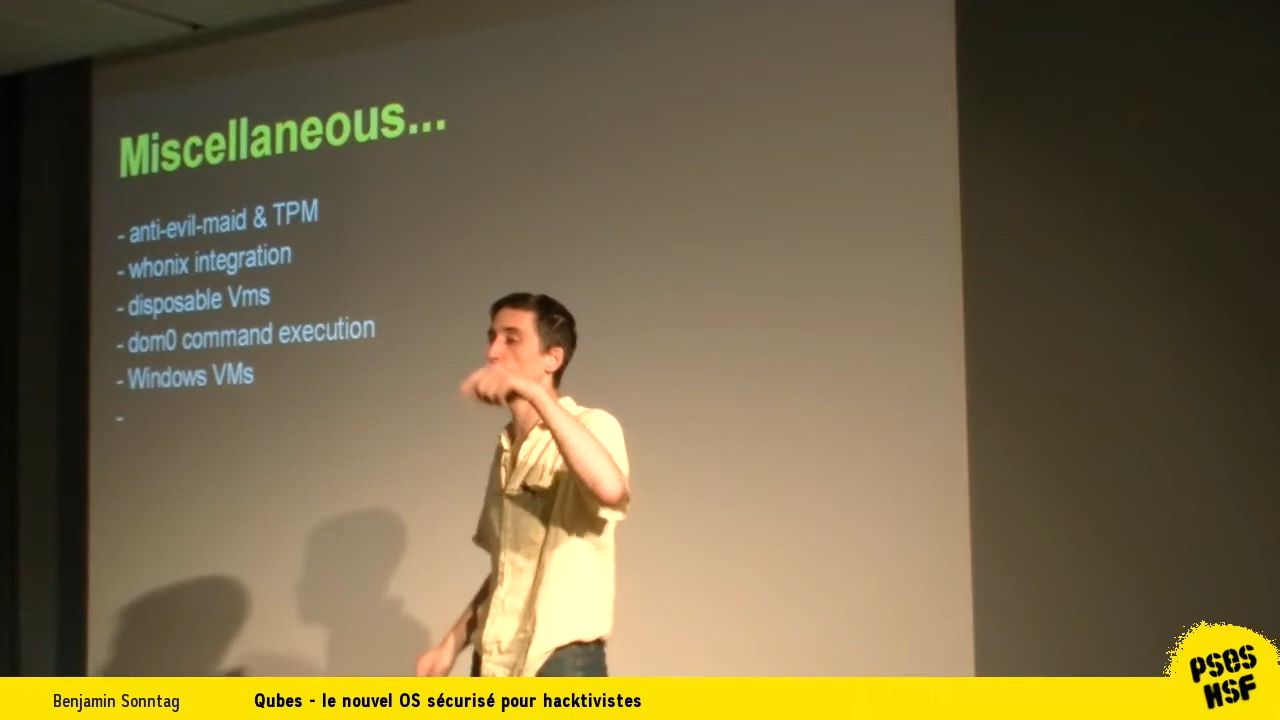 Miscellaneous...
- anti-evil-maid & TPM
- whonix integration
- disposable Vms
- dom0 command execution
- Windows VMs
-
Benjamin Sonntag
Qubes - le nouvel OS sécurisé pour hacktivistes
PSES
HSF